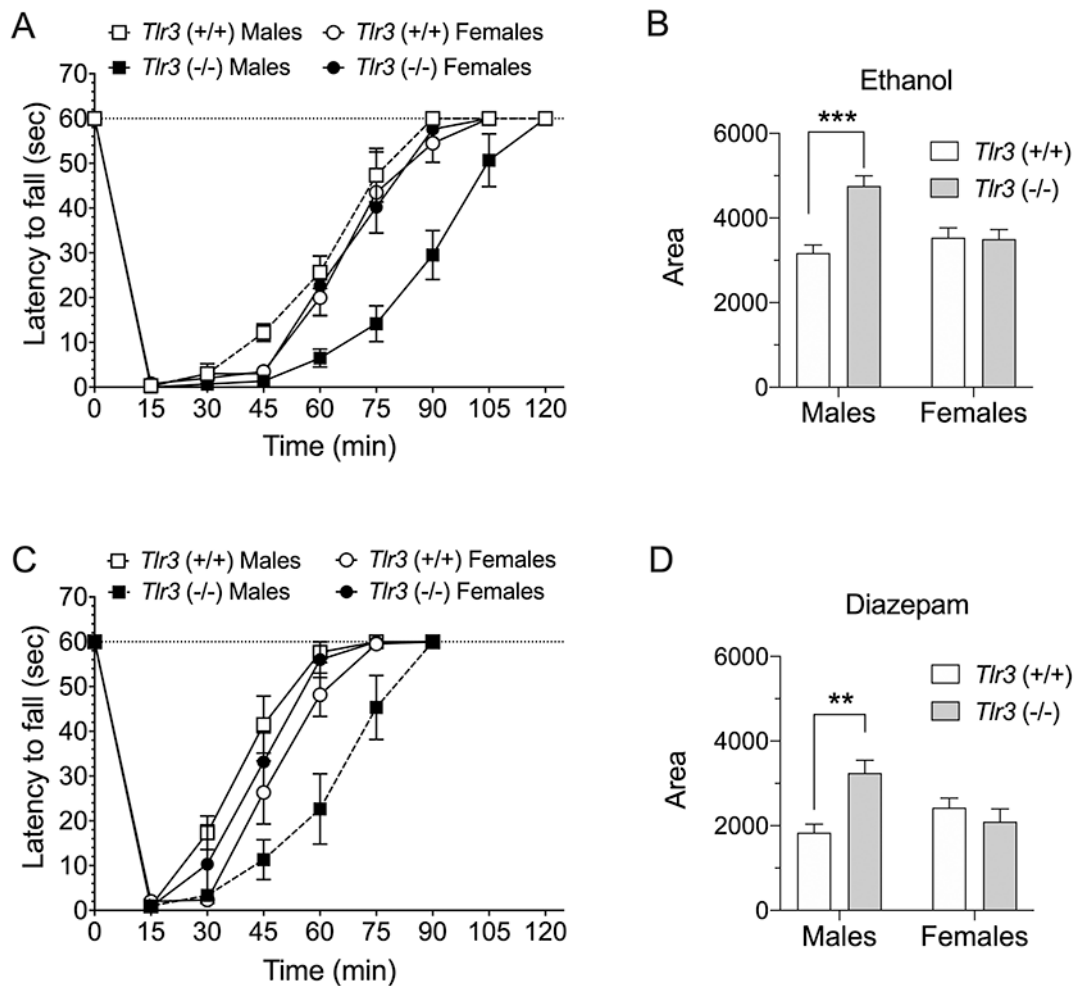 A
Tlr3 (+/+) Males
Tlr3 (+/+) Females
Tlr3 (-/-) Males
Tlr3 (-/-) Females
Latency to fall (sec)
70
60
50
40
30
20
10
0
0 15 30 45 60 75 90 105 120
Time (min)
B
Ethanol
***
Tlr3 (+/+)
Tlr3 (-/-)
Area
6000
4000
2000
0
Males Females
C
Tlr3 (+/+) Males
Tlr3 (+/+) Females
Tlr3 (-/-) Males
Tlr3 (-/-) Females
Latency to fall (sec)
70
60
50
40
30
20
10
0
0 15 30 45 60 75 90 105 120
Time (min)
D
Diazepam
**
Tlr3 (+/+)
Tlr3 (-/-)
Area
6000
4000
2000
0
Males Females